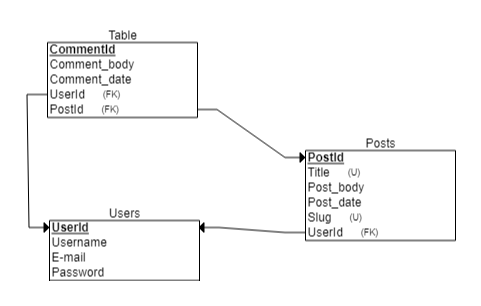 Table
CommentId
Comment_body
Comment_date
UserId (FK)
PostId (FK)
Posts
PostId
Title (U)
Post_body
Post_date
Slug (U)
UserId (FK)
Users
UserId
Username
E-mail
Password